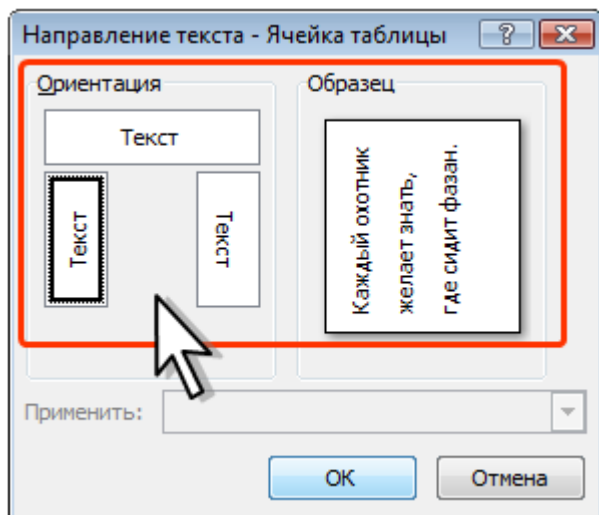 Направление текста - Ячейка таблицы
Ориентация
Образец
Текст
Текст
Текст
Каждый охотник
желает знать,
где сидит фазан.
Применить:
ОК
Отмена